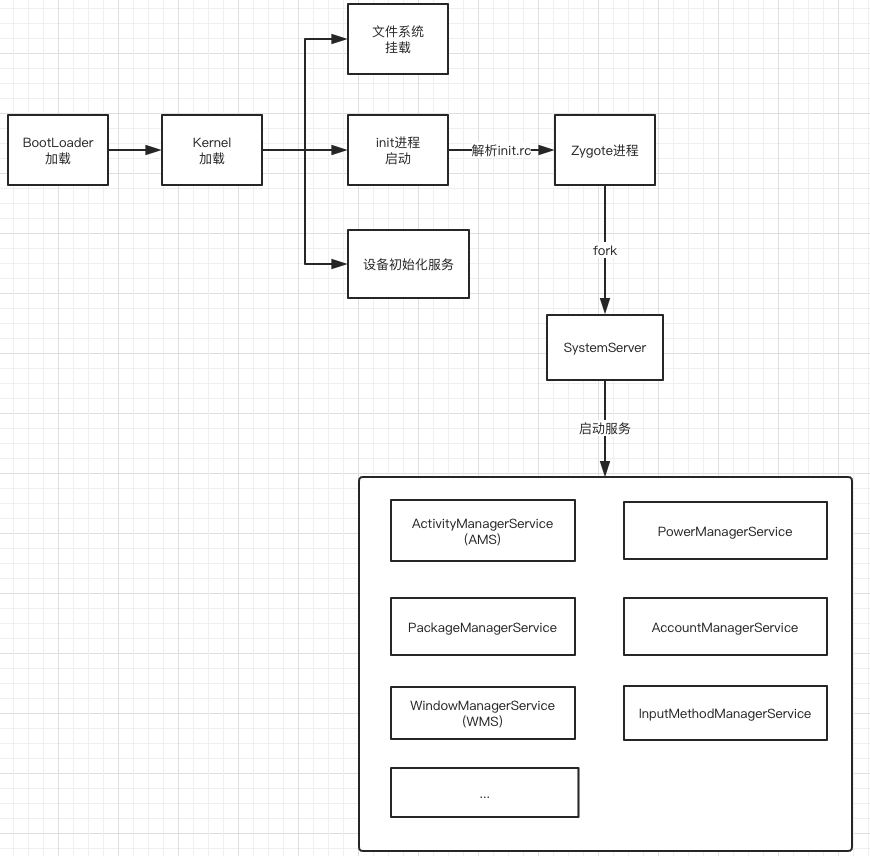 文件系统
挂载
BootLoader
加载
Kernel
加载
init进程
启动
解析init.rc
Zygote进程
设备初始化服务
fork
SystemServer
启动服务
ActivityManagerService
(AMS)
PowerManagerService
PackageManagerService
AccountManagerService
WindowManagerService
(WMS)
InputMethodManagerService
...